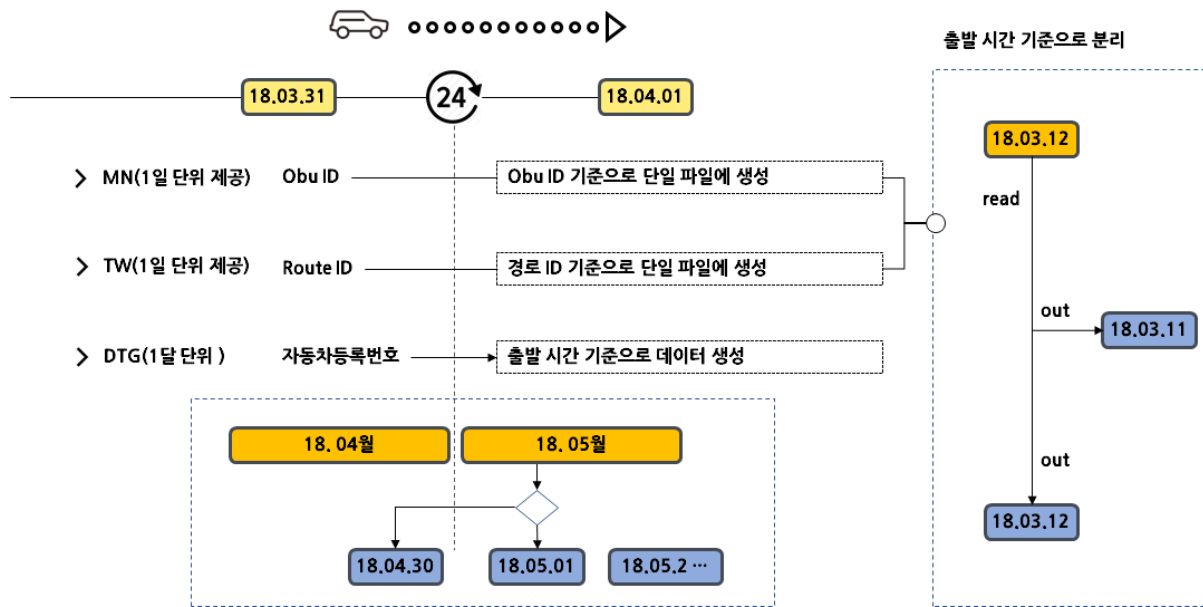 출발 시간 기준으로 분리
18.03.31
24
18.04.01
18.03.12
MN(1일 단위 제공)
Obu ID
Obu ID 기준으로 단일 파일에 생성
read
TW(1일 단위 제공)
Route ID
경로 ID 기준으로 단일 파일에 생성
out
18.03.11
DTG(1달 단위 )
자동차등록번호
출발 시간 기준으로 데이터 생성
18. 04월
18. 05월
out
18.03.12
18.04.30
18.05.01
18.05.2 …